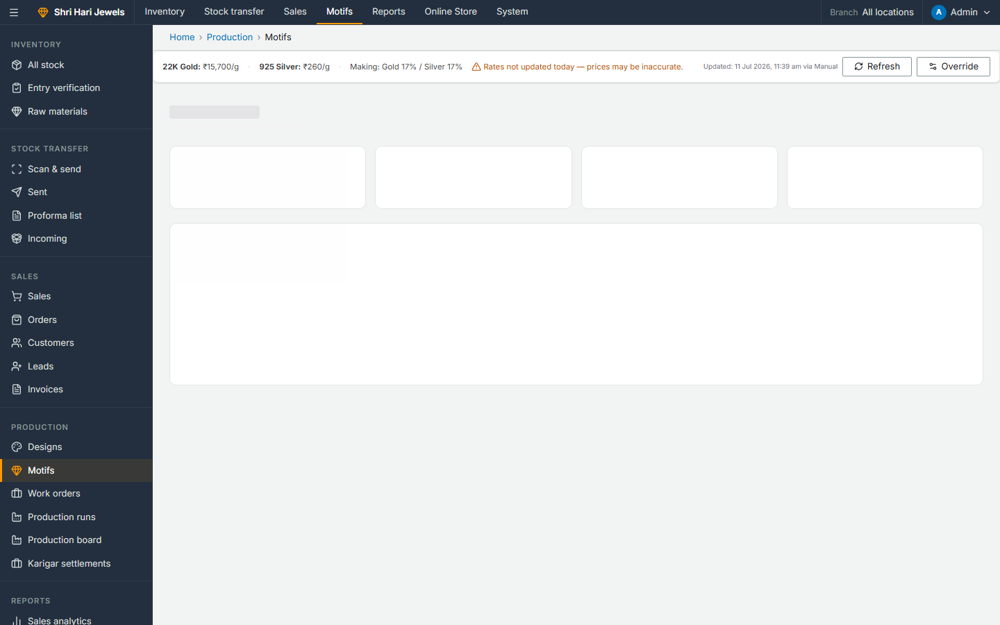 Shri Hari Jewels
Inventory
Stock transfer
Sales
Motifs
Reports
Online Store
System
Branch All locations
A
Admin
INVENTORY
All stock
Entry verification
Raw materials
STOCK TRANSFER
Scan & send
Sent
Proforma list
Incoming
SALES
Sales
Orders
Customers
Leads
Invoices
PRODUCTION
Designs
Motifs
Work orders
Production runs
Production board
Karigar settlements
REPORTS
Sales analytics
Home › Production › Motifs
22K Gold: ₹15,700/g · 925 Silver: ₹260/g · Making: Gold 17% / Silver 17% Rates not updated today — prices may be inaccurate.
Updated: 11 Jul 2026, 11:39 am via Manual
Refresh
Override